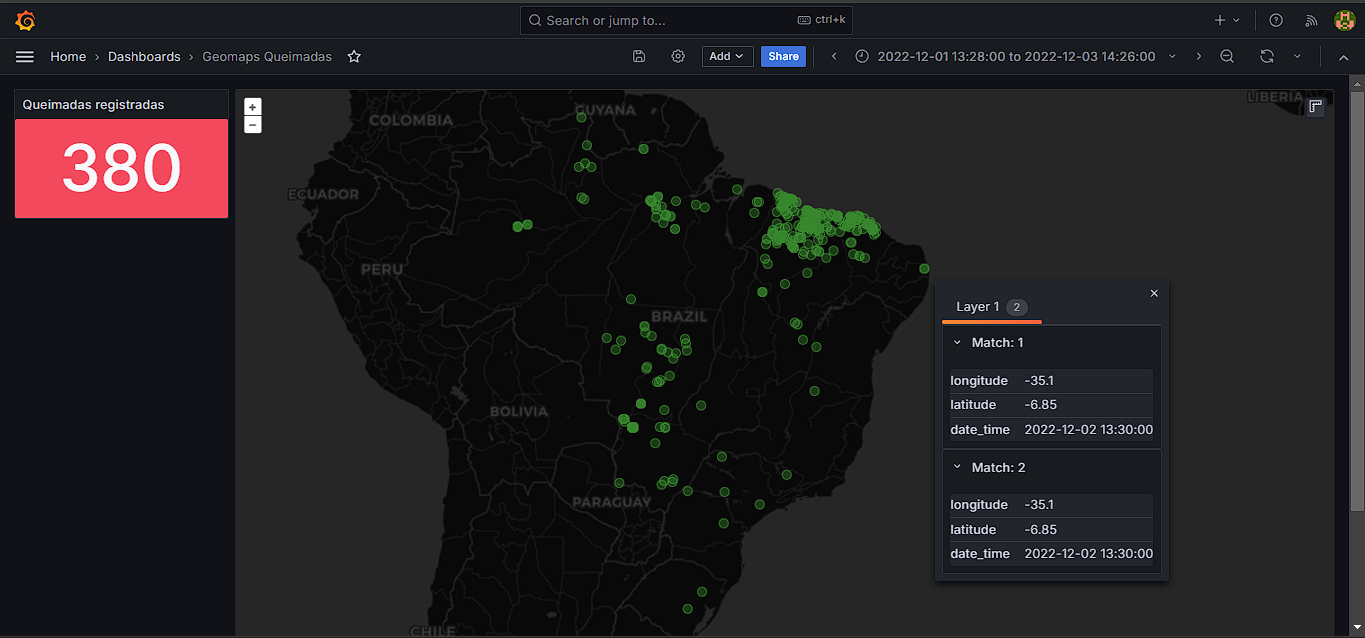 Search or jump to...
ctrl+k
Home › Dashboards › Geomaps Queimadas
Add
Share
2022-12-01 13:28:00 to 2022-12-03 14:26:00
Queimadas registradas
380
+
−
LIBERIA
GUYANA
COLOMBIA
ECUADOR
PERU
BRAZIL
BOLIVIA
PARAGUAY
CHILE
Layer 1 2
Match: 1
longitude -35.1
latitude -6.85
date_time 2022-12-02 13:30:00
Match: 2
longitude -35.1
latitude -6.85
date_time 2022-12-02 13:30:00